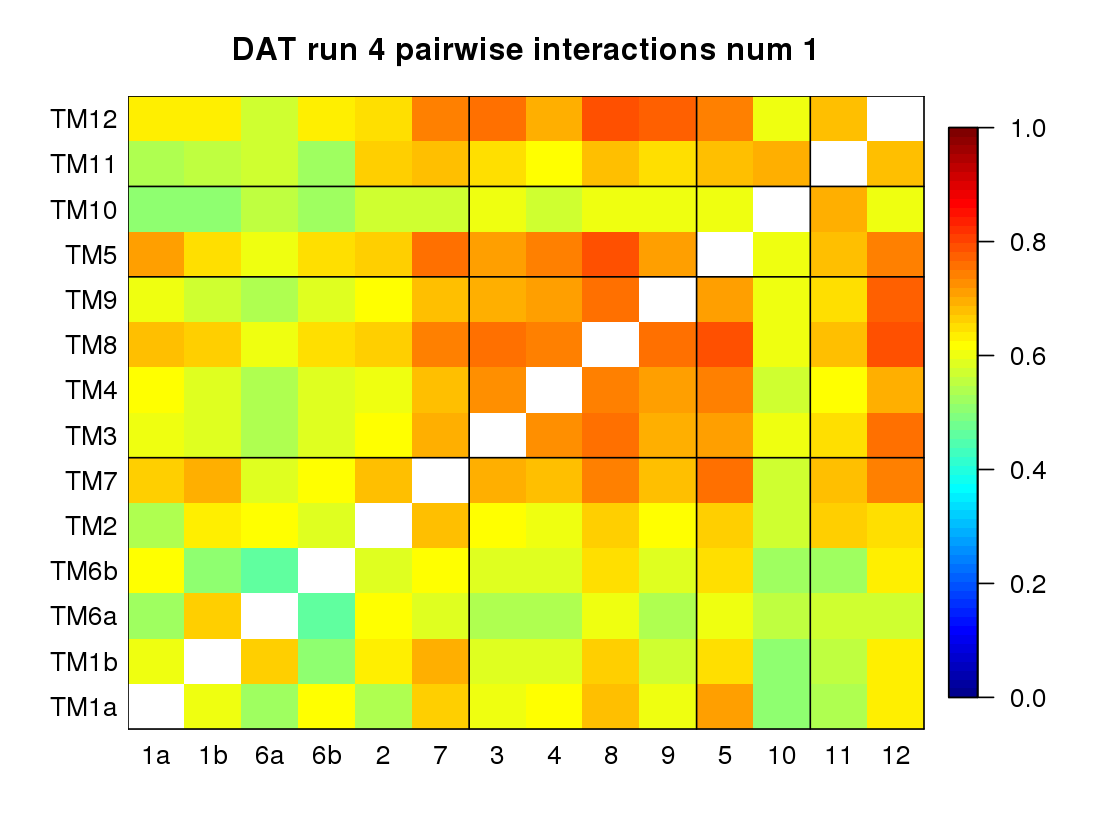 DAT run 4 pairwise interactions num 1
TM12
TM11
TM10
TM5
TM9
TM8
TM4
TM3
TM7
TM2
TM6b
TM6a
TM1b
TM1a
1a 1b 6a 6b 2 7 3 4 8 9 5 10 11 12
1.0
0.8
0.6
0.4
0.2
0.0